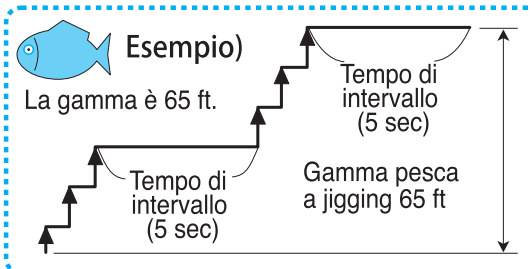 Esempio)
La gamma è 65 ft.
Tempo di
intervallo
(5 sec)
Gamma pesca
a jigging 65 ft
Tempo di
intervallo
(5 sec)